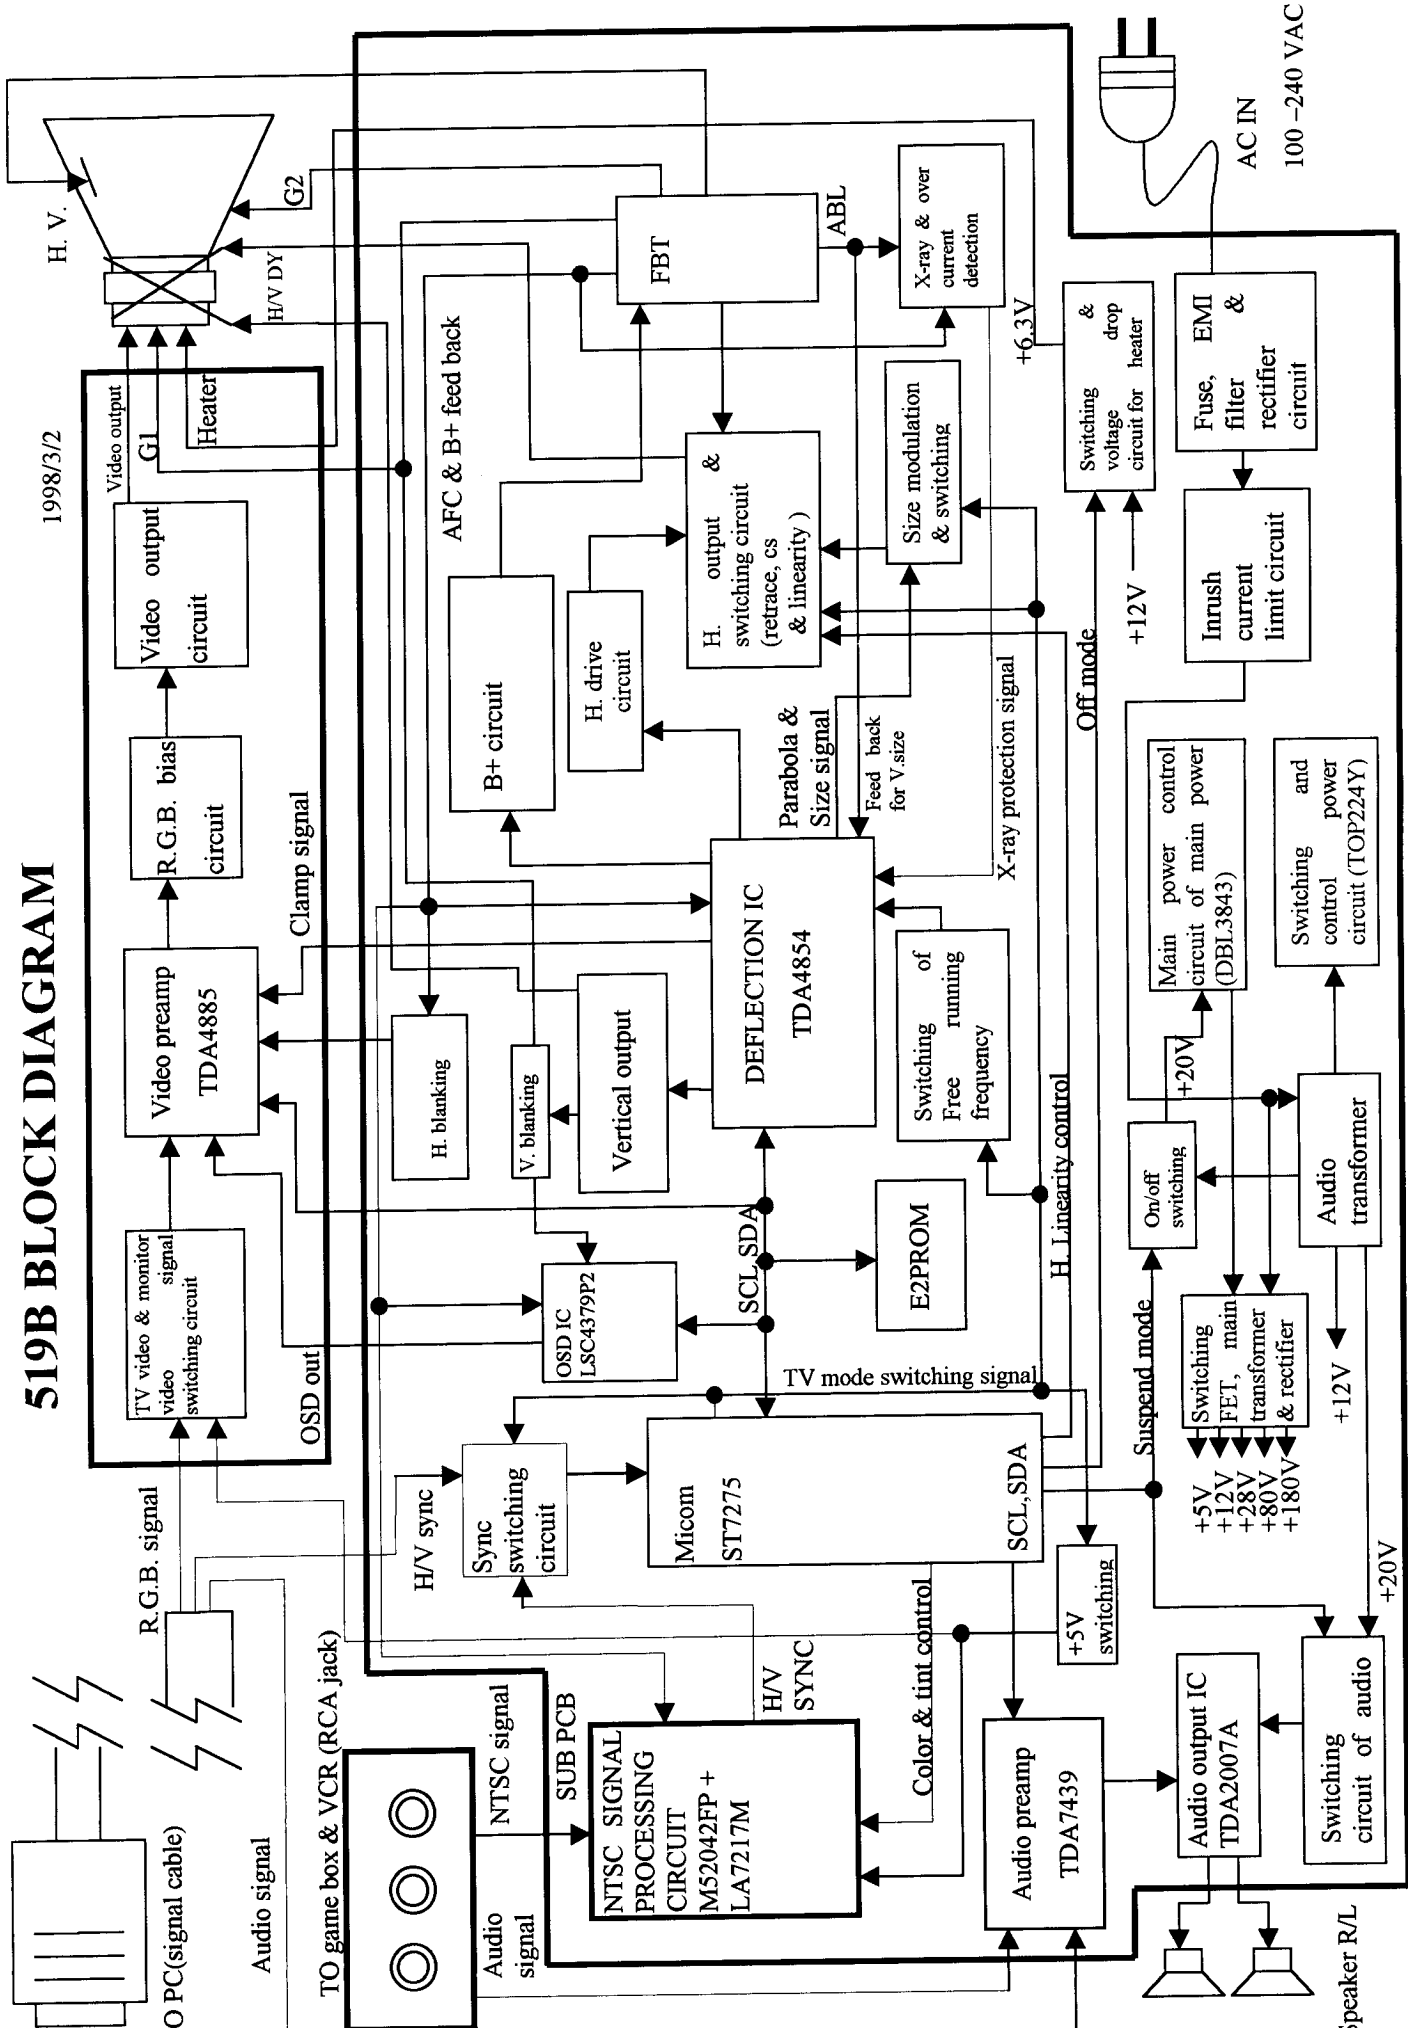 519B BLOCK DIAGRAM
1998/3/2
O PC(signal cable)
Audio signal
R.G.B. signal
TV video & monitor
video signal
switching circuit
Video preamp
TDA4885
R.G.B. bias
circuit
Video output
circuit
Video output
G1
Heater
H. V.
G2
H/V DY
OSD out
Clamp signal
TO game box & VCR (RCA jack)
Audio
signal
NTSC signal
SUB PCB
H/V sync
Sync
switching
circuit
OSD IC
LSC4379P2
V. blanking
H. blanking
Vertical output
AFC & B+ feed back
B+ circuit
H. drive
circuit
FBT
ABL
NTSC SIGNAL
PROCESSING
CIRCUIT
M52042FP +
LA7217M
H/V
SYNC
Micom
ST7275
SCL,SDA
SCL,SDA
TV mode switching signal
DEFLECTION IC
TDA4854
Parabola &
Size signal
Feed back
for V.size
H. output &
switching circuit
(retrace, cs
& linearity )
Size modulation
& switching
X-ray & over
current
detection
E2PROM
Switching of
Free running
frequency
X-ray protection signal
Color & tint control
+5V
switching
H. Linearity control
Off mode
+6.3V
Switching &
voltage drop
circuit for heater
+12V
AC IN
100 –240 VAC
Fuse, EMI
filter &
rectifier
circuit
Inrush
current
limit circuit
Audio preamp
TDA7439
Suspend mode
On/off
switching
+20V
Main power control
circuit of main power
(DBL3843)
Switching and
control power
circuit (TOP224Y)
Audio
transformer
Switching
FET, main
transformer
& rectifier
+5V
+12V
+28V
+80V
+180V
+12V
+20V
Audio output IC
TDA2007A
Switching
circuit of audio
Speaker R/L